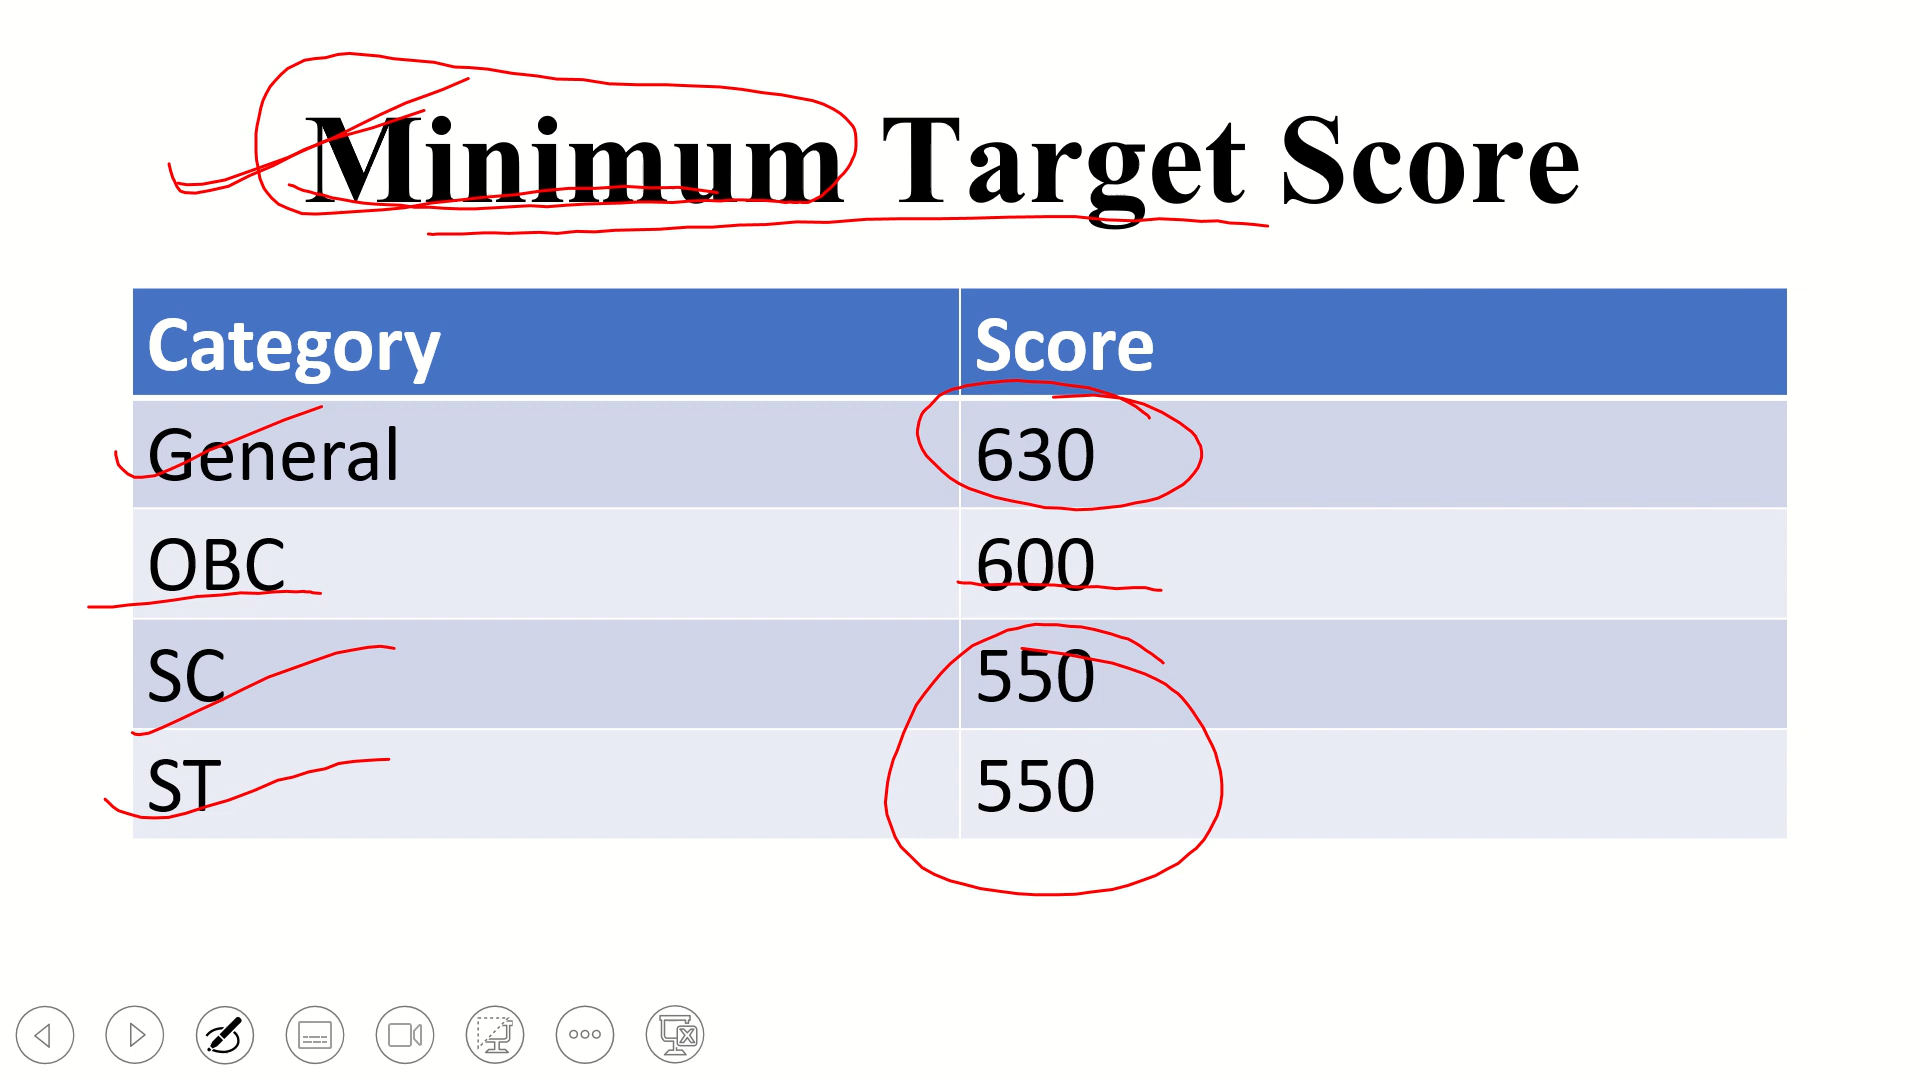 Minimum Target Score
Category Score
General 630
OBC 600
SC 550
ST 550